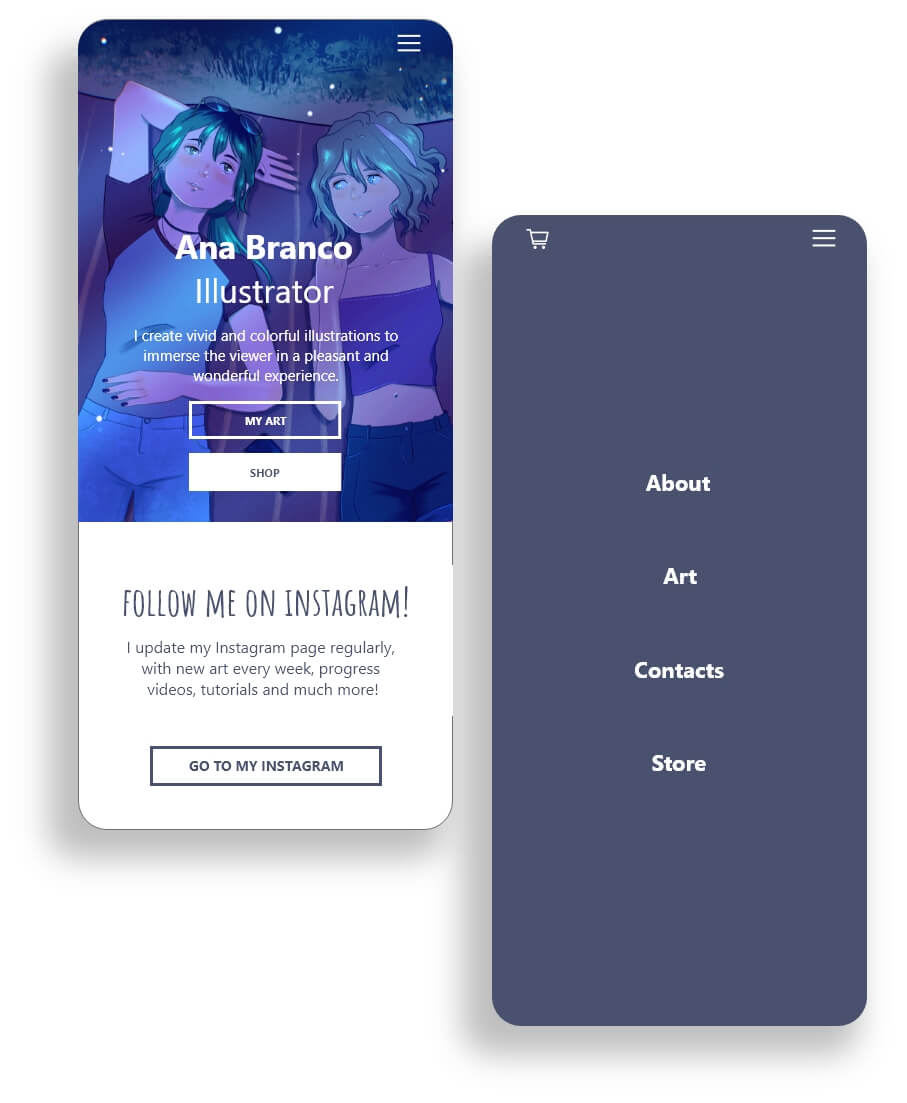 Ana Branco
Illustrator
I create vivid and colorful illustrations to
immerse the viewer in a pleasant and
wonderful experience.
MY ART
SHOP
FOLLOW ME ON INSTAGRAM!
I update my Instagram page regularly,
with new art every week, progress
videos, tutorials and much more!
GO TO MY INSTAGRAM
About
Art
Contacts
Store